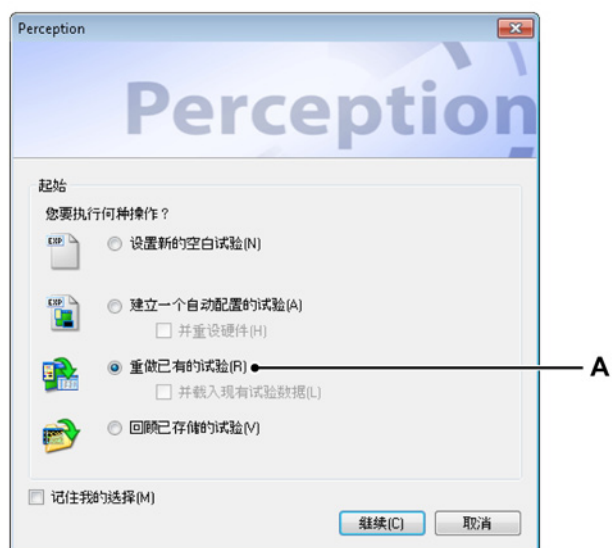 Perception
Perception
起始
您要执行何种操作？
EXP
设置新的空白试验(N)
EXP
建立一个自动配置的试验(A)
并重设硬件(H)
重做已有的试验(R)
A
并载入现有试验数据(L)
回顾已存储的试验(V)
记住我的选择(M)
继续(C)
取消